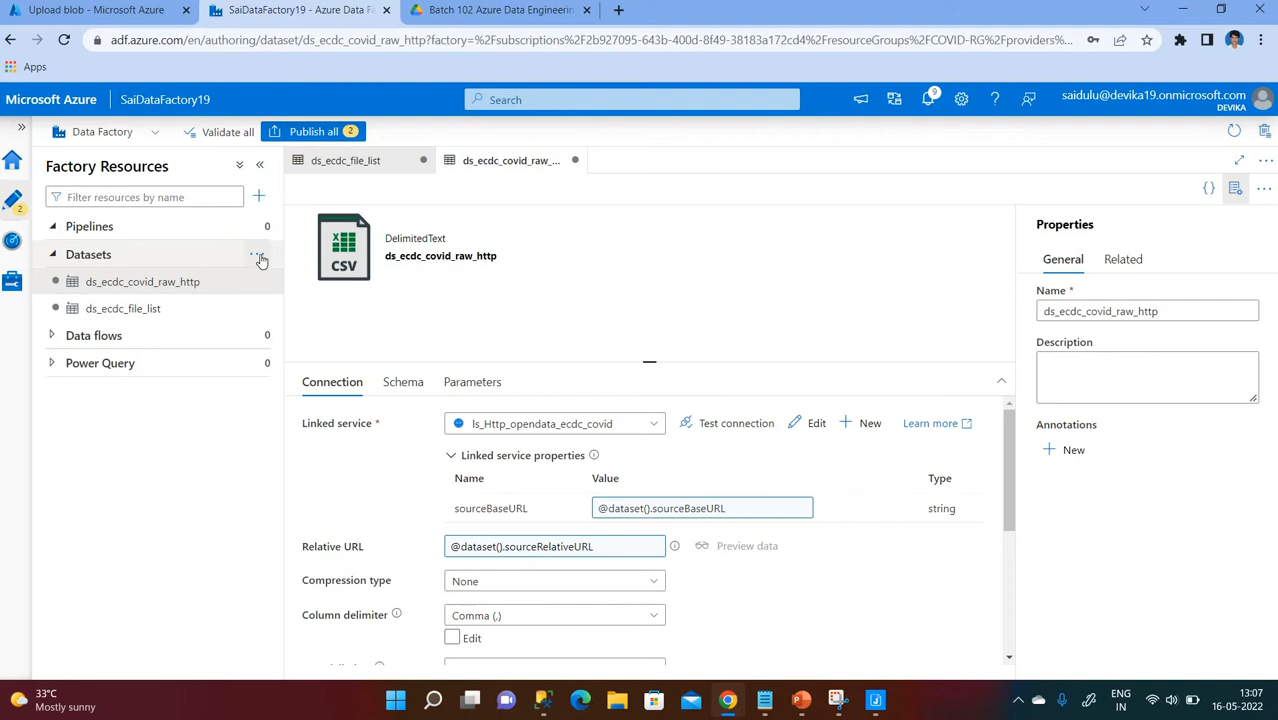 Upload blob - Microsoft Azure
SaiDataFactory19 - Azure Data Fa
Batch 102 Azure Data Engineering
adf.azure.com/en/authoring/dataset/ds_ecdc_covid_raw_http?factory=%2Fsubscriptions%2F2b927095-643b-400d-8f49-38183a172cd4%2FresourceGroups%2FCOVID-RG%2Fproviders%2...
Apps
Microsoft Azure
SaiDataFactory19
Search
9
saidulu@devika19.onmicrosoft.com
DEVIKA
Data Factory
Validate all
Publish all 2
Factory Resources
ds_ecdc_file_list
ds_ecdc_covid_raw_...
Filter resources by name
2
Pipelines 0
Datasets
ds_ecdc_covid_raw_http
ds_ecdc_file_list
Data flows 0
Power Query 0
CSV
DelimitedText
ds_ecdc_covid_raw_http
Connection
Schema
Parameters
Linked service *
ls_Http_opendata_ecdc_covid
Test connection
Edit
New
Learn more
Linked service properties
Name
Value
Type
sourceBaseURL
@dataset().sourceBaseURL
string
Relative URL
@dataset().sourceRelativeURL
Preview data
Compression type
None
Column delimiter
Comma (,)
Edit
Properties
General
Related
Name *
ds_ecdc_covid_raw_http
Description
Annotations
New
33°C
Mostly sunny
ENG
IN
13:07
16-05-2022